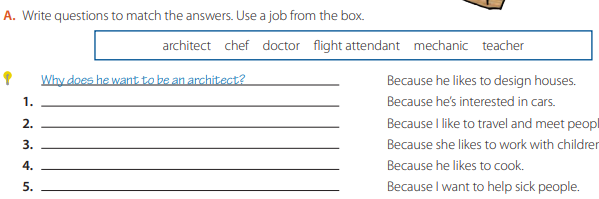 A. Write questions to match the answers. Use a job from the box.
architect chef doctor flight attendant mechanic teacher
Why does he want to be an architect? Because he likes to design houses.
1. Because he's interested in cars.
2. Because I like to travel and meet peopl
3. Because she likes to work with childrer
4. Because he likes to cook.
5. Because I want to help sick people.